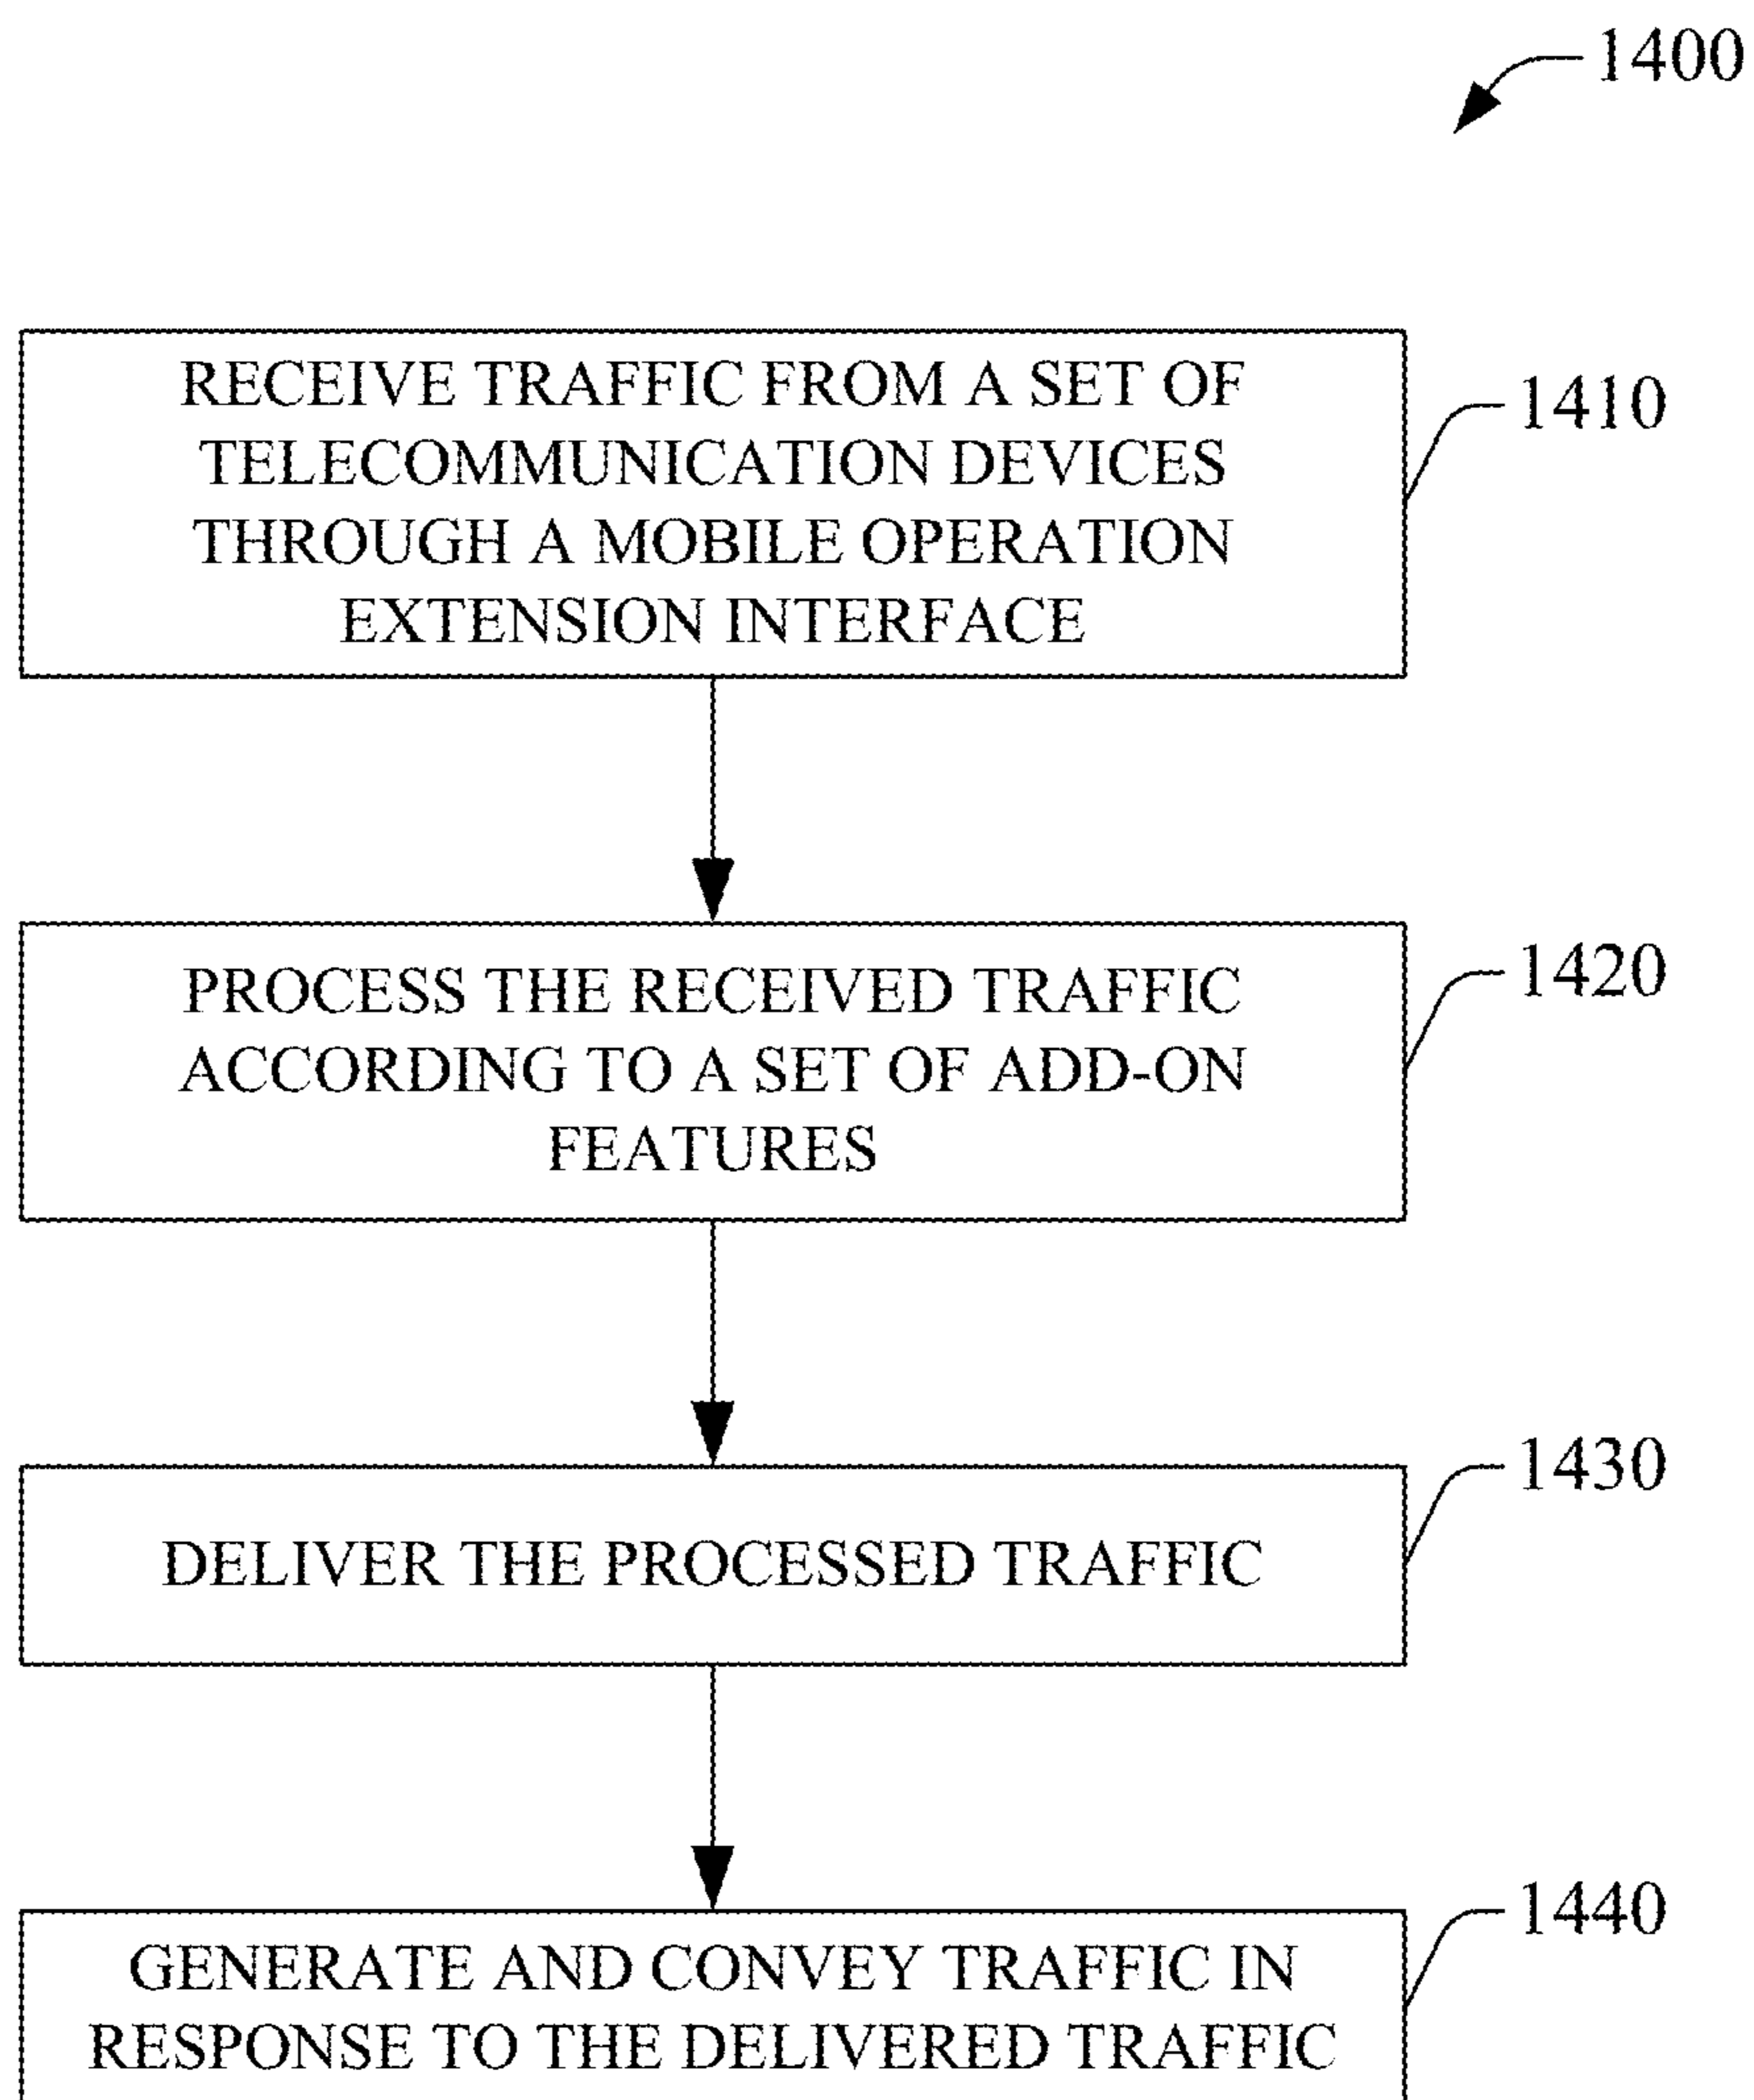 1400
RECEIVE TRAFFIC FROM A SET OF
TELECOMMUNICATION DEVICES
THROUGH A MOBILE OPERATION
EXTENSION INTERFACE
1410
PROCESS THE RECEIVED TRAFFIC
ACCORDING TO A SET OF ADD-ON
FEATURES
1420
DELIVER THE PROCESSED TRAFFIC
1430
GENERATE AND CONVEY TRAFFIC IN
RESPONSE TO THE DELIVERED TRAFFIC
1440